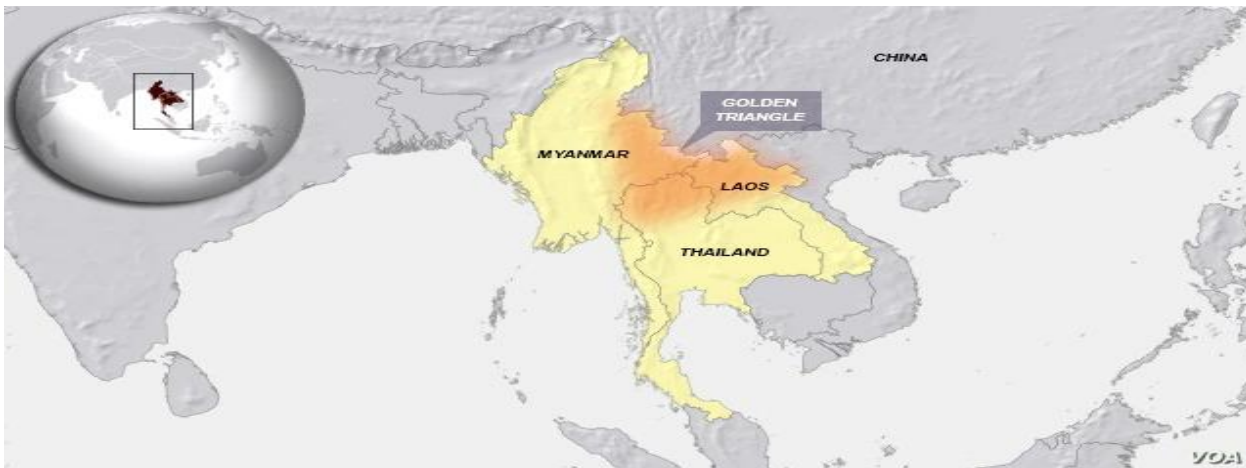 CHINA
GOLDEN
TRIANGLE
MYANMAR
LAOS
THAILAND
VOA